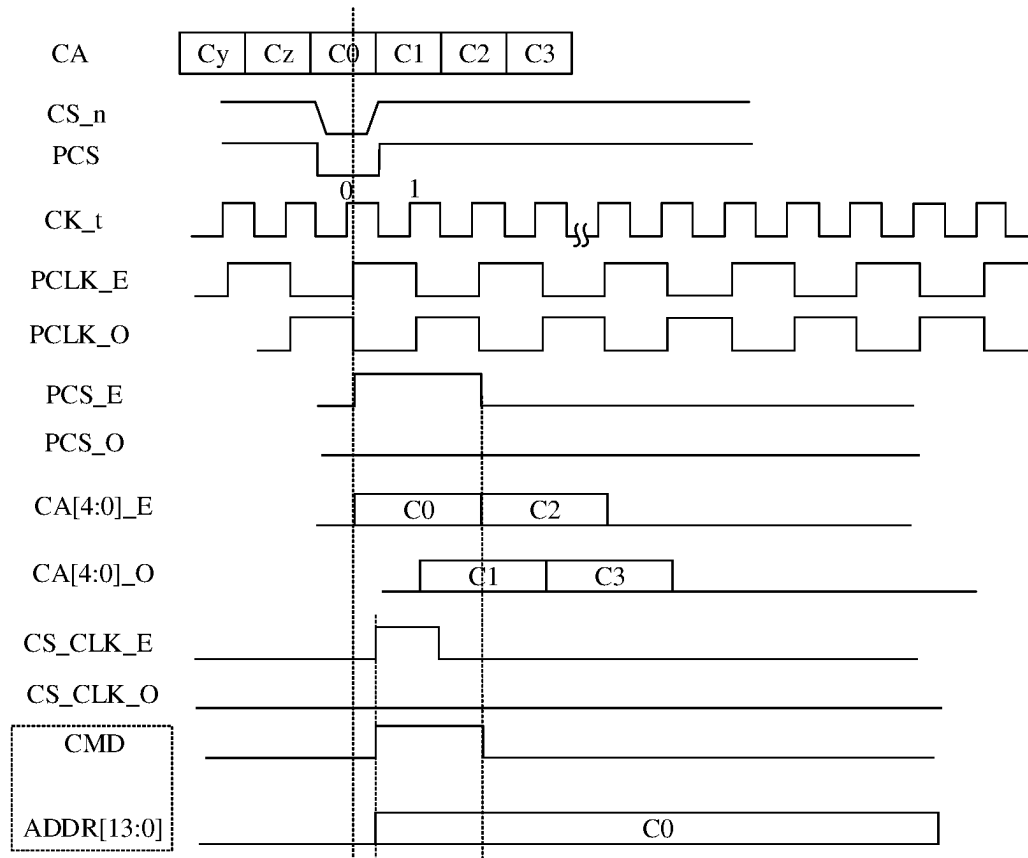 CA Cy Cz C0 C1 C2 C3
CS_n
PCS
0 1
CK_t
PCLK_E
PCLK_O
PCS_E
PCS_O
CA[4:0]_E C0 C2
CA[4:0]_O C1 C3
CS_CLK_E
CS_CLK_O
CMD
ADDR[13:0] C0